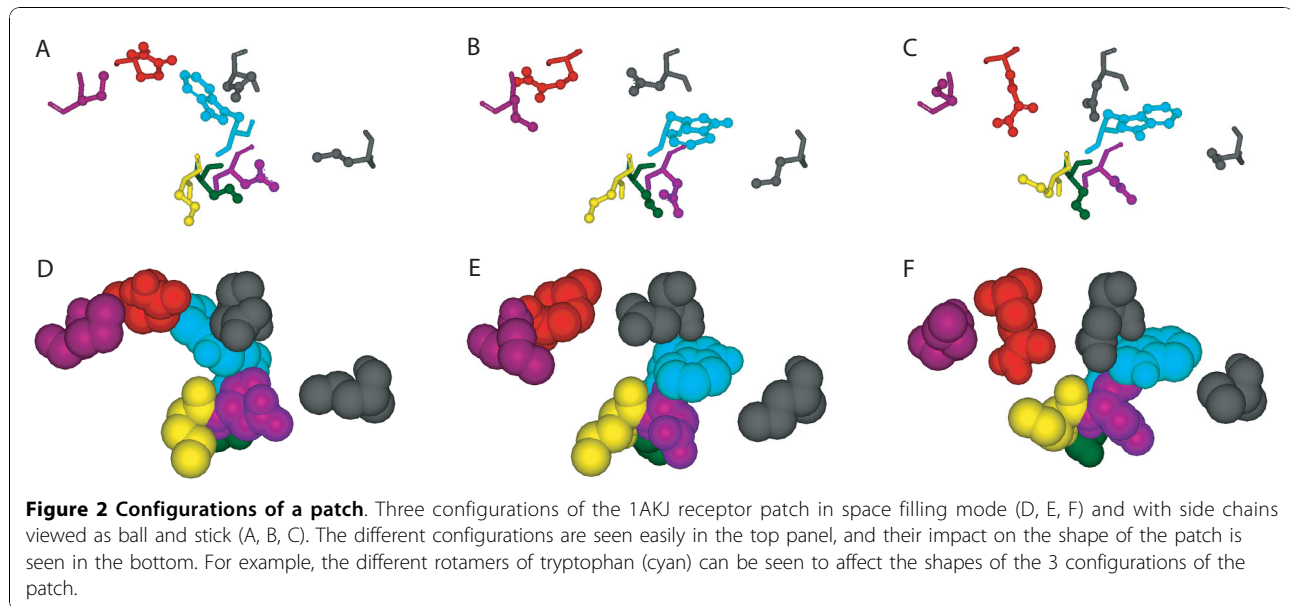 A
B
C
D
E
F
Figure 2 Configurations of a patch. Three configurations of the 1AKJ receptor patch in space filling mode (D, E, F) and with side chains
viewed as ball and stick (A, B, C). The different configurations are seen easily in the top panel, and their impact on the shape of the patch is
seen in the bottom. For example, the different rotamers of tryptophan (cyan) can be seen to affect the shapes of the 3 configurations of the
patch.